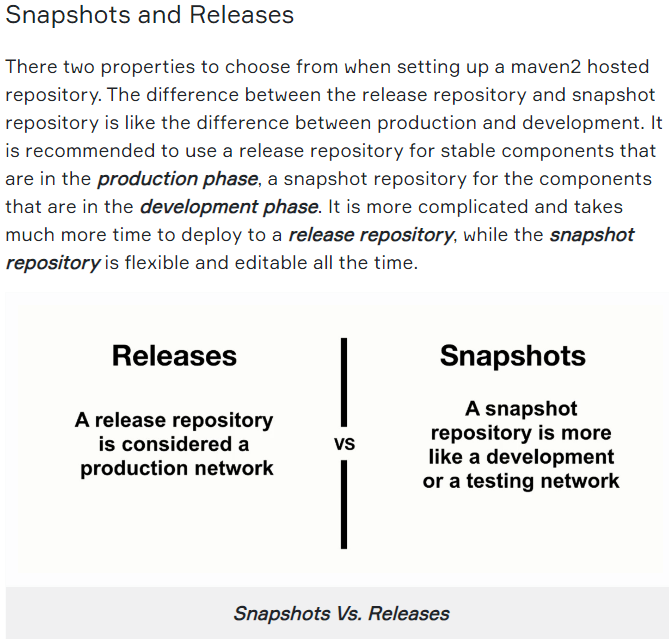 Snapshots and Releases
There two properties to choose from when setting up a maven2 hosted
repository. The difference between the release repository and snapshot
repository is like the difference between production and development. It
is recommended to use a release repository for stable components that
are in the production phase, a snapshot repository for the components
that are in the development phase. It is more complicated and takes
much more time to deploy to a release repository, while the snapshot
repository is flexible and editable all the time.
Releases
A release repository
is considered a
production network
vs
Snapshots
A snapshot
repository is more
like a development
or a testing network
Snapshots Vs. Releases